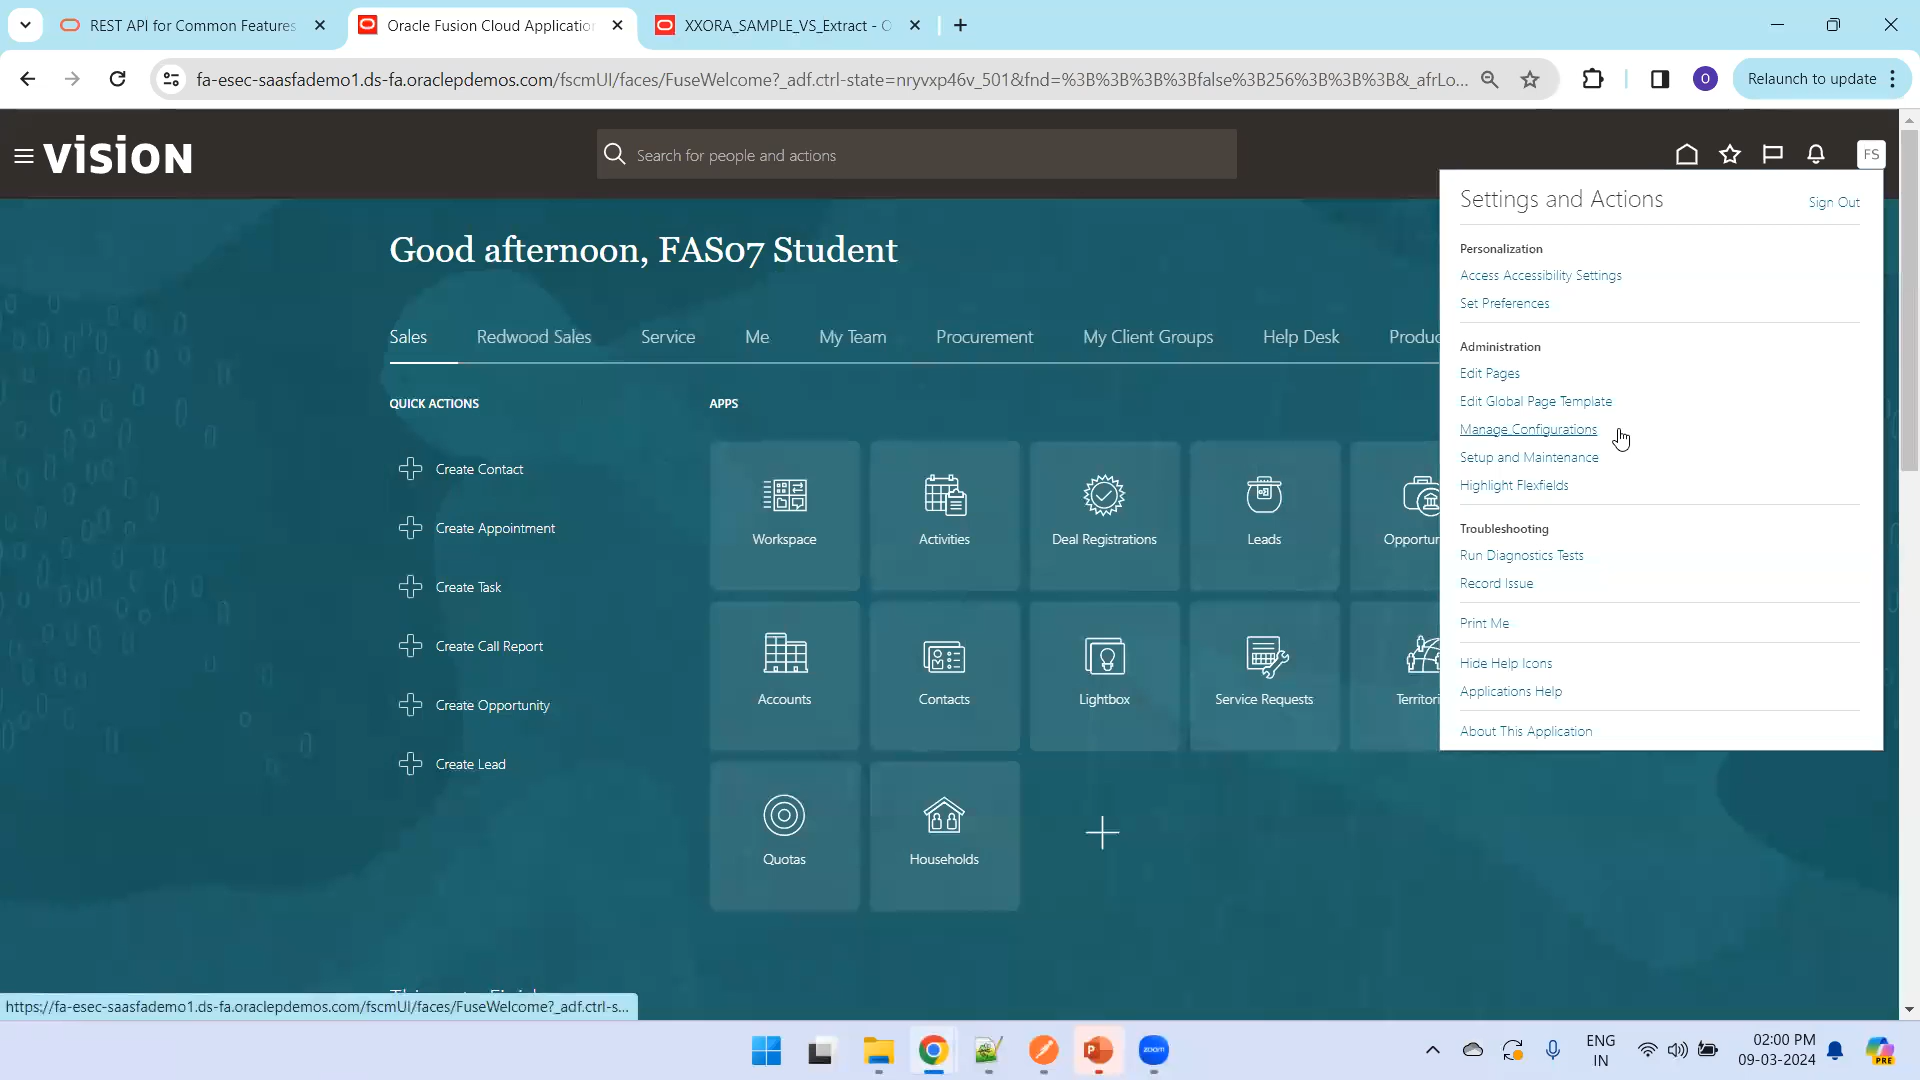 REST API for Common Features
Oracle Fusion Cloud Applicatio
XXORA_SAMPLE_VS_Extract - O
fa-esec-saasfademo1.ds-fa.oraclepdemos.com/fscmUI/faces/FuseWelcome?_adf.ctrl-state=nryvxp46v_501&fnd=%3B%3B%3B%3Bfalse%3B256%3B%3B%3B&_afrLo...
O
Relaunch to update
VISION
Search for people and actions
FS
Settings and Actions
Sign Out
Personalization
Access Accessibility Settings
Set Preferences
Administration
Edit Pages
Edit Global Page Template
Manage Configurations
Setup and Maintenance
Highlight Flexfields
Troubleshooting
Run Diagnostics Tests
Record Issue
Print Me
Hide Help Icons
Applications Help
About This Application
Good afternoon, FAS07 Student
Sales Redwood Sales Service Me My Team Procurement My Client Groups Help Desk Produc
QUICK ACTIONS
Create Contact
Create Appointment
Create Task
Create Call Report
Create Opportunity
Create Lead
APPS
Workspace Activities Deal Registrations Leads Opportun
Accounts Contacts Lightbox Service Requests Territori
Quotas Households
https://fa-esec-saasfademo1.ds-fa.oraclepdemos.com/fscmUI/faces/FuseWelcome?_adf.ctrl-s...
zoom
ENG
IN
02:00 PM
09-03-2024
PRE